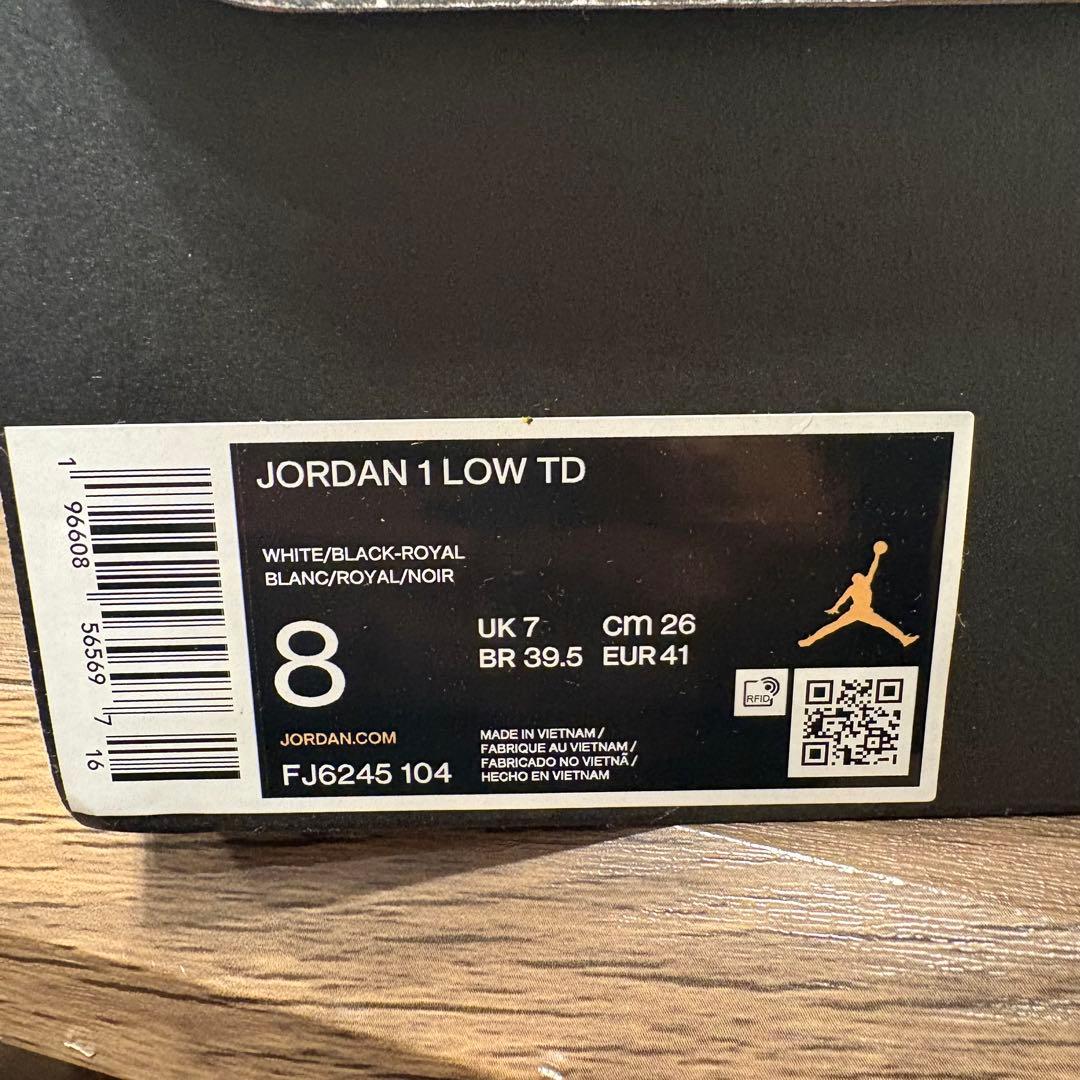 JORDAN 1 LOW TD
WHITE/BLACK-ROYAL
BLANC/ROYAL/NOIR
8
UK 7 cm 26
BR 39.5 EUR 41
JORDAN.COM
FJ6245 104
MADE IN VIETNAM /
FABRIQUE AU VIETNAM /
FABRICADO NO VIETNÃ /
HECHO EN VIETNAM
RFID
1 96608 56569 7 16